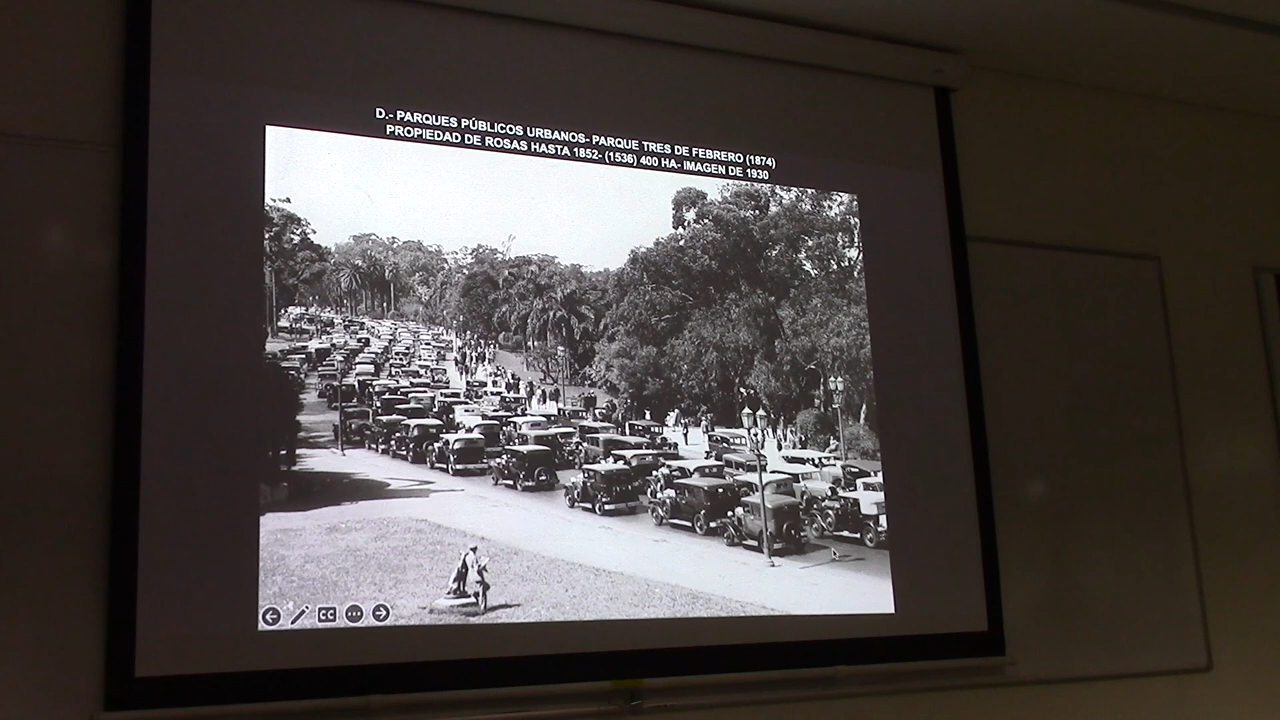 D.- PARQUES PÚBLICOS URBANOS- PARQUE TRES DE FEBRERO (1874)
PROPIEDAD DE ROSAS HASTA 1852- (1536) 400 HA- IMAGEN DE 1930
CC